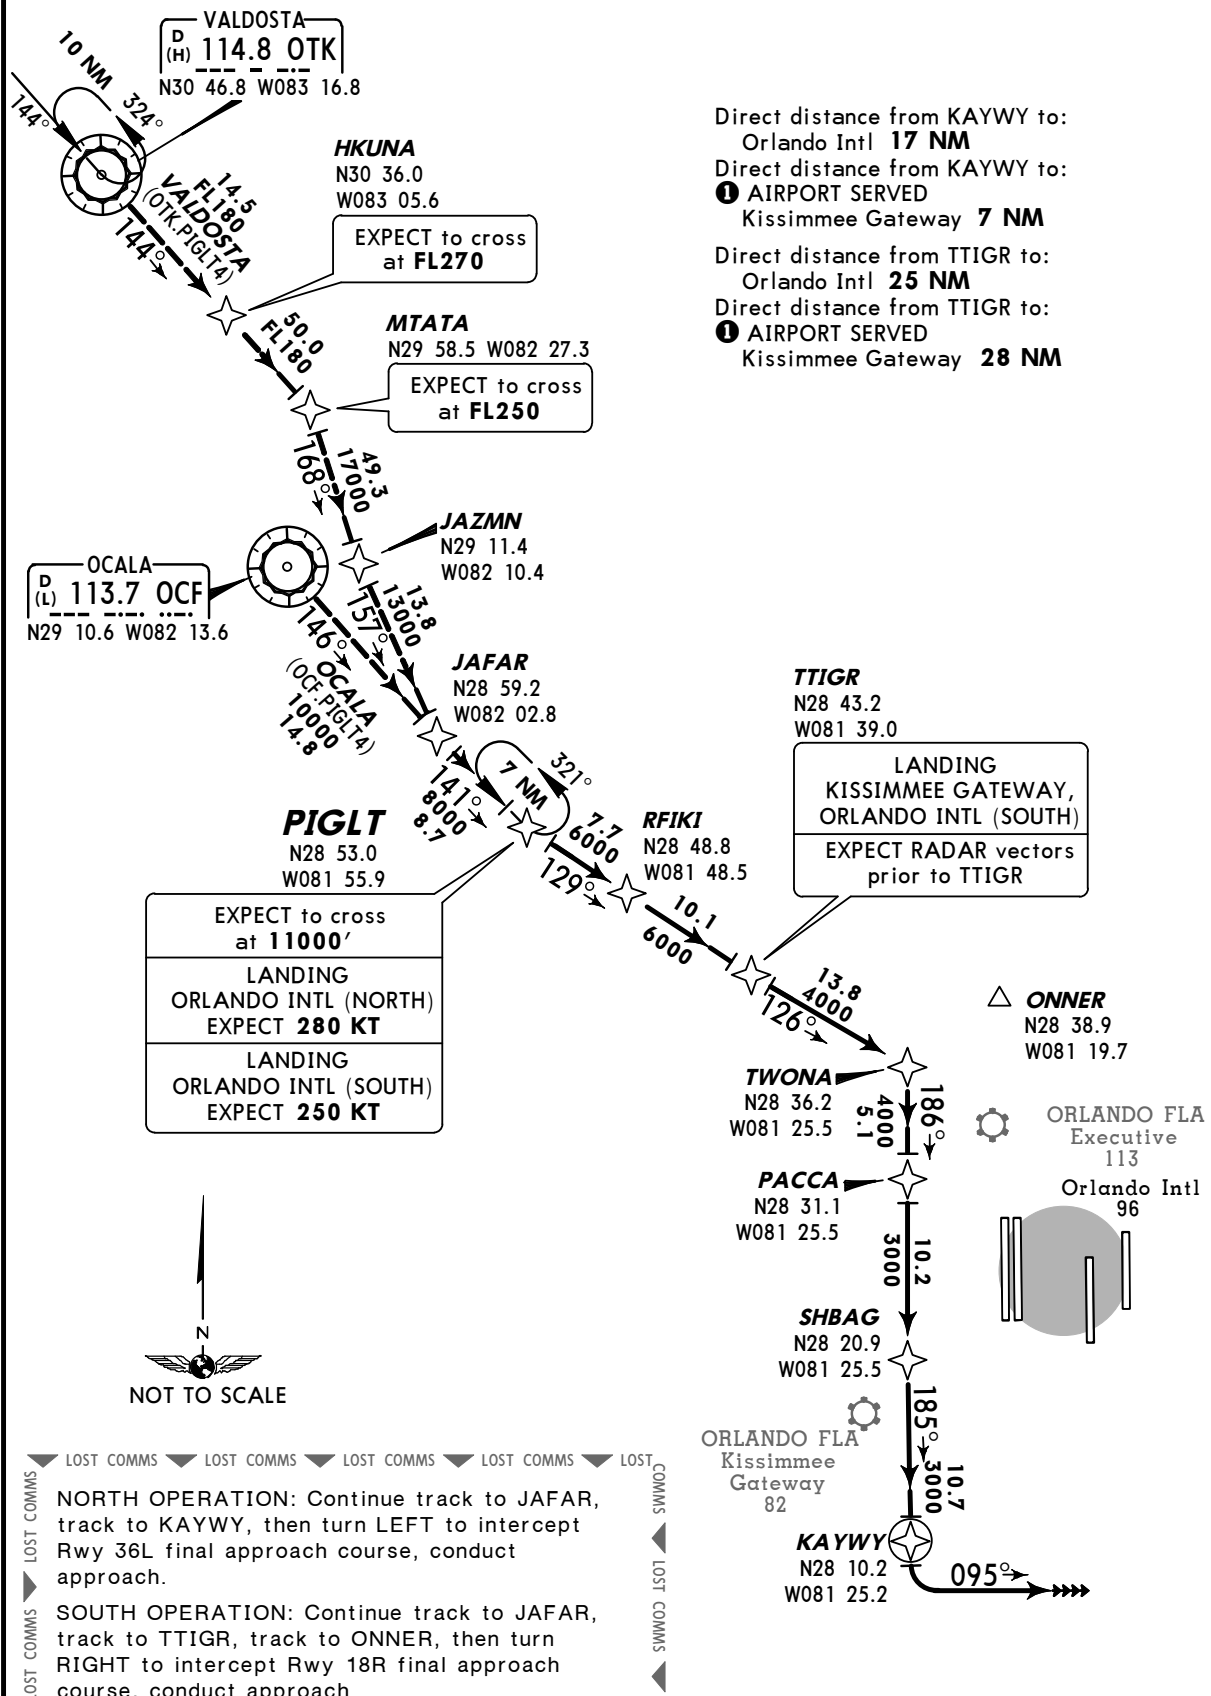 VALDOSTA
D
(H) 114.8 OTK
N30 46.8 W083 16.8
10 NM
324°
144°
14.5
FL180
VALDOSTA
(OTK.PIGLT4)
144°
HKUNA
N30 36.0
W083 05.6
EXPECT to cross
at FL270
50.0
FL180
MTATA
N29 58.5 W082 27.3
EXPECT to cross
at FL250
Direct distance from KAYWY to:
Orlando Intl 17 NM
Direct distance from KAYWY to:
1 AIRPORT SERVED
Kissimmee Gateway 7 NM
Direct distance from TTIGR to:
Orlando Intl 25 NM
Direct distance from TTIGR to:
1 AIRPORT SERVED
Kissimmee Gateway 28 NM
49.3
17000
168°
JAZMN
N29 11.4
W082 10.4
OCALA
D
(L) 113.7 OCF
N29 10.6 W082 13.6
13.8
13000
157°
146°
OCALA
(OCF.PIGLT4)
10000
14.8
JAFAR
N28 59.2
W082 02.8
141°
8000
8.7
7 NM
321°
PIGLT
N28 53.0
W081 55.9
EXPECT to cross
at 11000'
LANDING
ORLANDO INTL (NORTH)
EXPECT 280 KT
LANDING
ORLANDO INTL (SOUTH)
EXPECT 250 KT
7.7
6000
129°
RFIKI
N28 48.8
W081 48.5
10.1
6000
TTIGR
N28 43.2
W081 39.0
LANDING
KISSIMMEE GATEWAY,
ORLANDO INTL (SOUTH)
EXPECT RADAR vectors
prior to TTIGR
13.8
4000
126°
ONNER
N28 38.9
W081 19.7
TWONA
N28 36.2
W081 25.5
186°
4000
5.1
ORLANDO FLA
Executive
113
PACCA
N28 31.1
W081 25.5
Orlando Intl
96
10.2
3000
SHBAG
N28 20.9
W081 25.5
185°
10.7
3000
ORLANDO FLA
Kissimmee
Gateway
82
KAYWY
N28 10.2
W081 25.2
095°
N
NOT TO SCALE
LOST COMMS LOST COMMS LOST COMMS LOST COMMS LOST COMMS
LOST COMMS
LOST COMMS
LOST COMMS
NORTH OPERATION: Continue track to JAFAR,
track to KAYWY, then turn LEFT to intercept
Rwy 36L final approach course, conduct
approach.
SOUTH OPERATION: Continue track to JAFAR,
track to TTIGR, track to ONNER, then turn
RIGHT to intercept Rwy 18R final approach
course, conduct approach